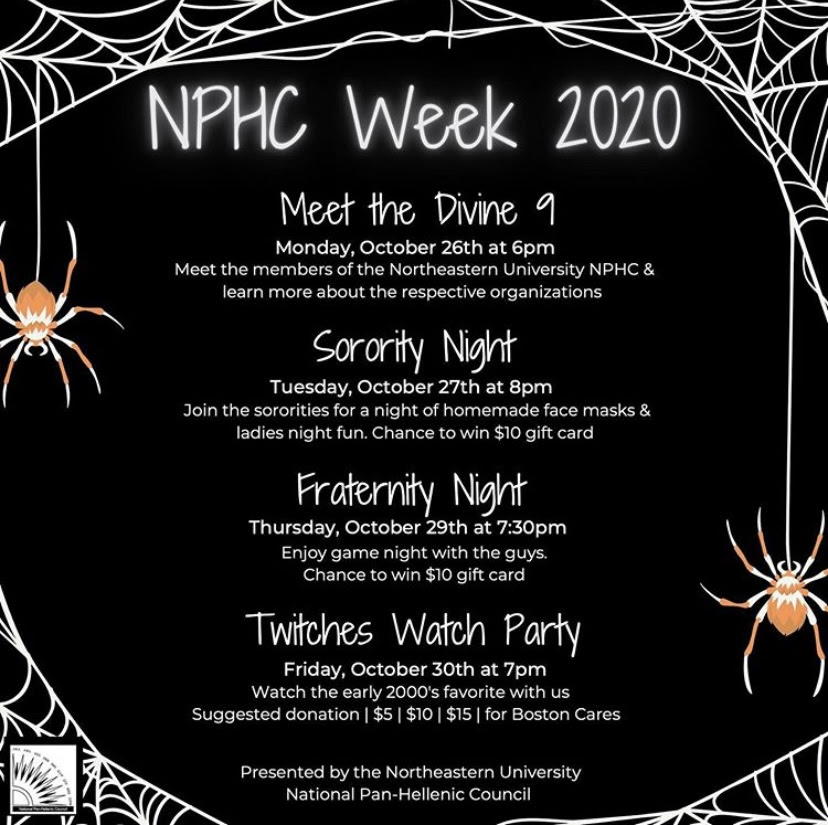 NPHC Week 2020
Meet the Divine 9
Monday, October 26th at 6pm
Meet the members of the Northeastern University NPHC &
learn more about the respective organizations
Sorority Night
Tuesday, October 27th at 8pm
Join the sororities for a night of homemade face masks &
ladies night fun. Chance to win $10 gift card
Fraternity Night
Thursday, October 29th at 7:30pm
Enjoy game night with the guys.
Chance to win $10 gift card
Twitches Watch Party
Friday, October 30th at 7pm
Watch the early 2000's favorite with us
Suggested donation | $5 | $10 | $15 | for Boston Cares
Presented by the Northeastern University
National Pan-Hellenic Council
National Pan-Hellenic Council